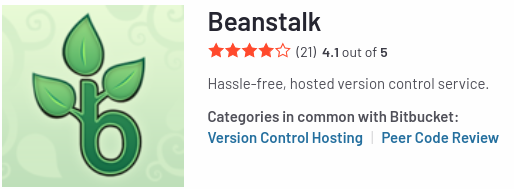 Beanstalk
(21) 4.1 out of 5
Hassle-free, hosted version control service.
Categories in common with Bitbucket:
Version Control Hosting | Peer Code Review
b